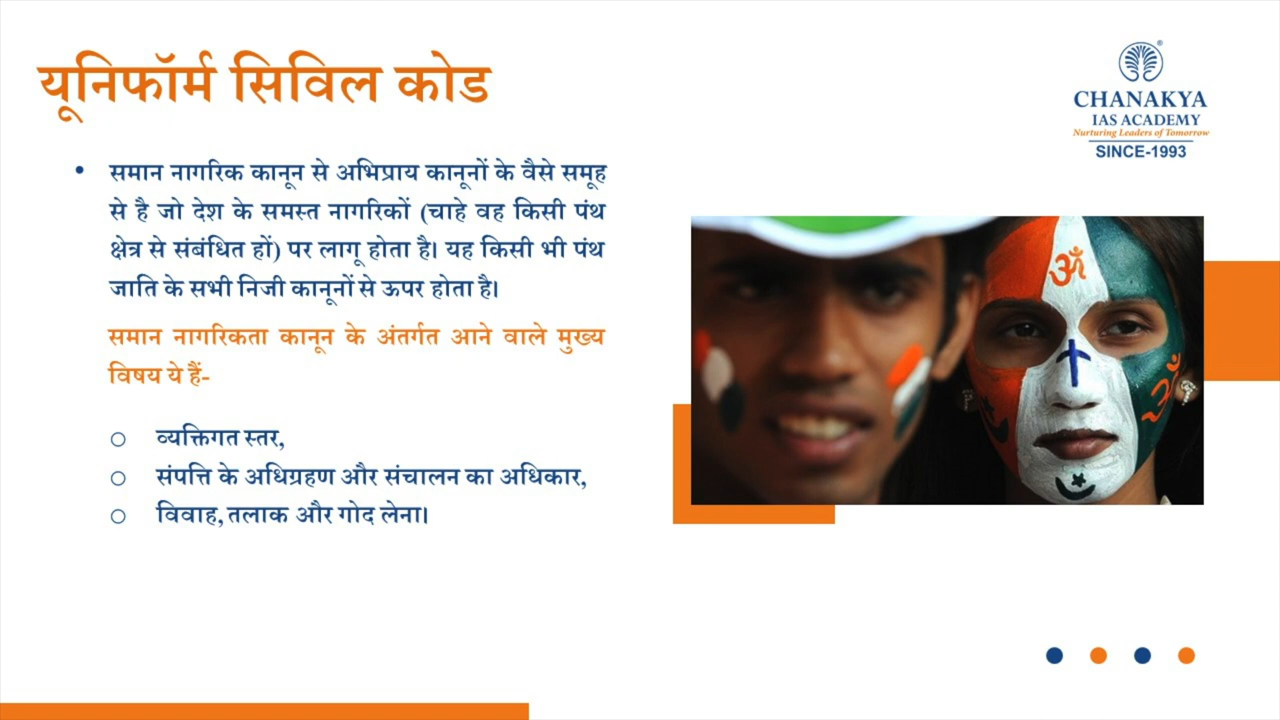 यूनिफॉर्म सिविल कोड
CHANAKYA
IAS ACADEMY
Nurturing Leaders of Tomorrow
SINCE-1993
• समान नागरिक कानून से अभिप्राय कानूनों के वैसे समूह
से है जो देश के समस्त नागरिकों (चाहे वह किसी पंथ
क्षेत्र से संबंधित हों) पर लागू होता है। यह किसी भी पंथ
जाति के सभी निजी कानूनों से ऊपर होता है।
समान नागरिकता कानून के अंतर्गत आने वाले मुख्य
विषय ये हैं-
o व्यक्तिगत स्तर,
o संपत्ति के अधिग्रहण और संचालन का अधिकार,
o विवाह, तलाक और गोद लेना।
ॐ
ॐ